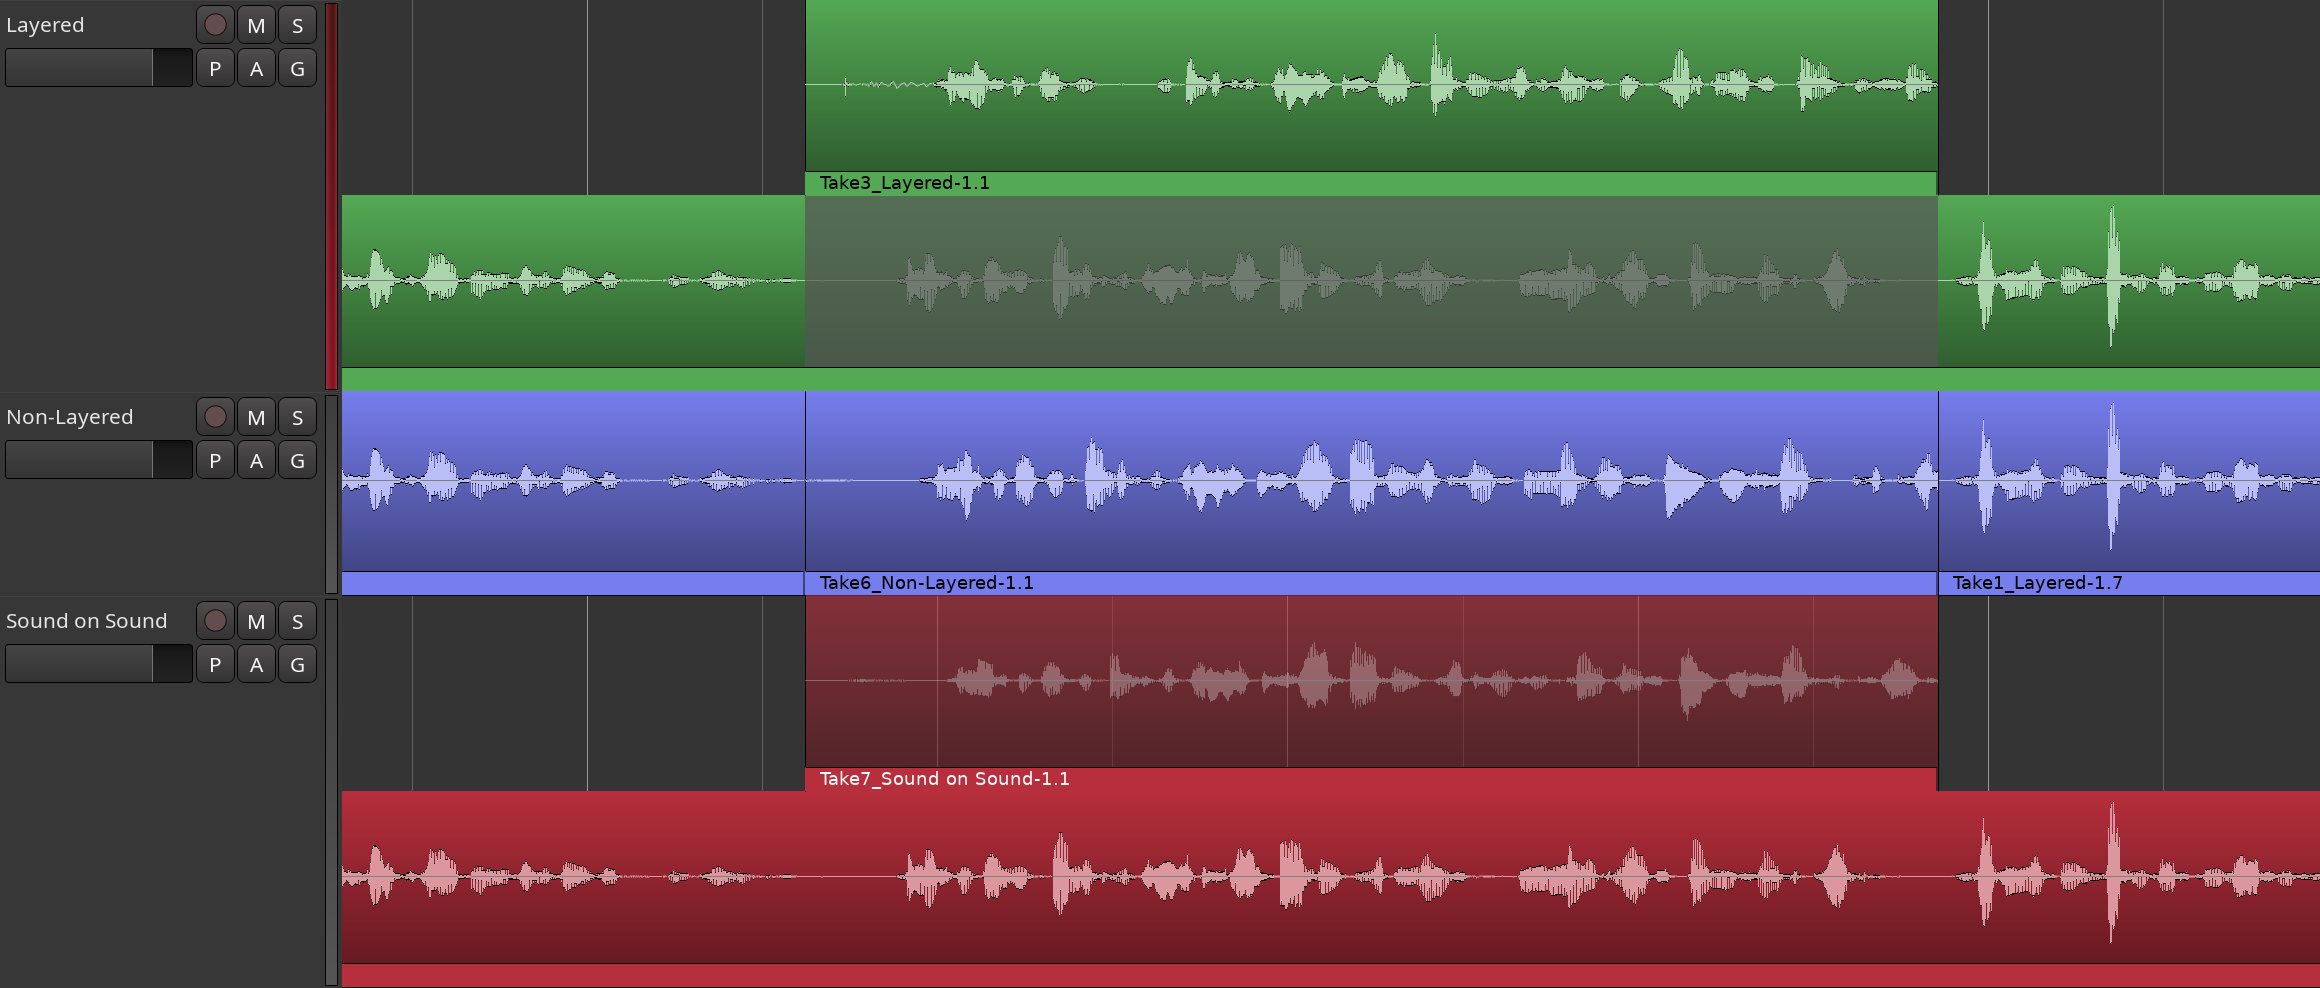 Layered M S
P A G
Take3_Layered-1.1
Non-Layered M S
P A G
Take6_Non-Layered-1.1 Take1_Layered-1.7
Sound on Sound M S
P A G
Take7_Sound on Sound-1.1